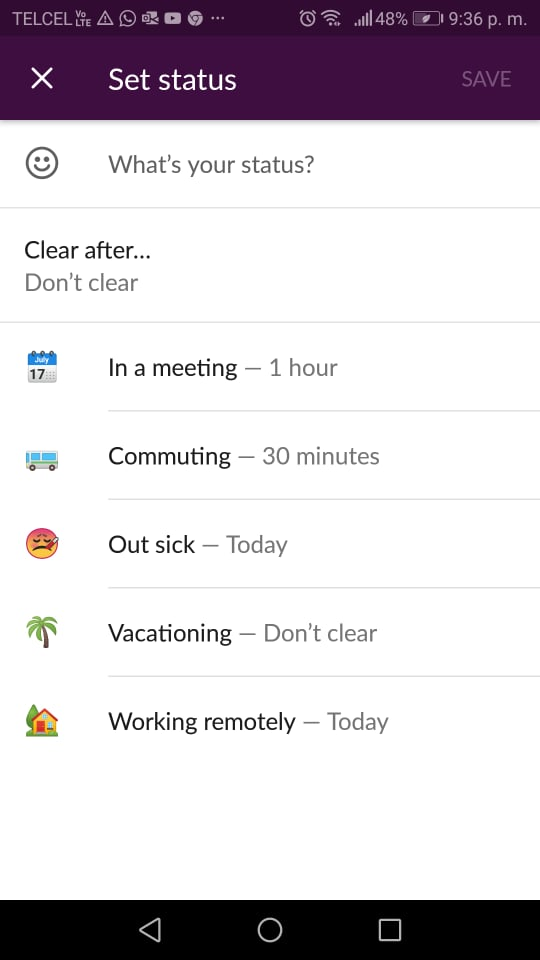 TELCEL Vo LTE 48% 9:36 p. m.
Set status SAVE
What's your status?
Clear after...
Don't clear
July
17
In a meeting — 1 hour
Commuting — 30 minutes
Out sick — Today
Vacationing — Don't clear
Working remotely — Today